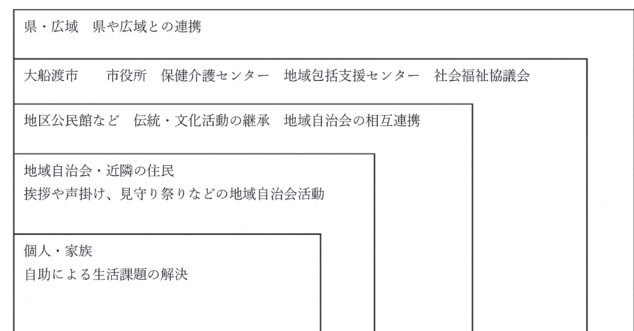 県・広域　県や広域との連携
大船渡市　　市役所　保健介護センター　地域包括支援センター　社会福祉協議会
地区公民館など　伝統・文化活動の継承　地域自治会の相互連携
地域自治会・近隣の住民
挨拶や声掛け、見守り祭りなどの地域自治会活動
個人・家族
自助による生活課題の解決